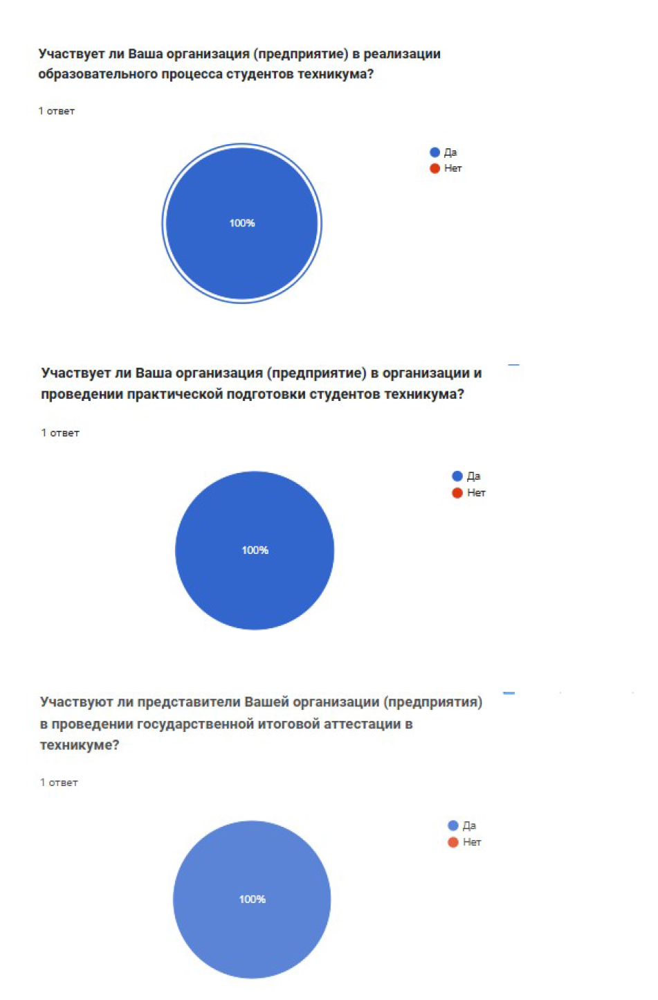 Участвует ли Ваша организация (предприятие) в реализации
образовательного процесса студентов техникума?
1 ответ
Да
Нет
100%
Участвует ли Ваша организация (предприятие) в организации и
проведении практической подготовки студентов техникума?
1 ответ
Да
Нет
100%
Участвуют ли представители Вашей организации (предприятия)
в проведении государственной итоговой аттестации в
техникуме?
1 ответ
Да
Нет
100%